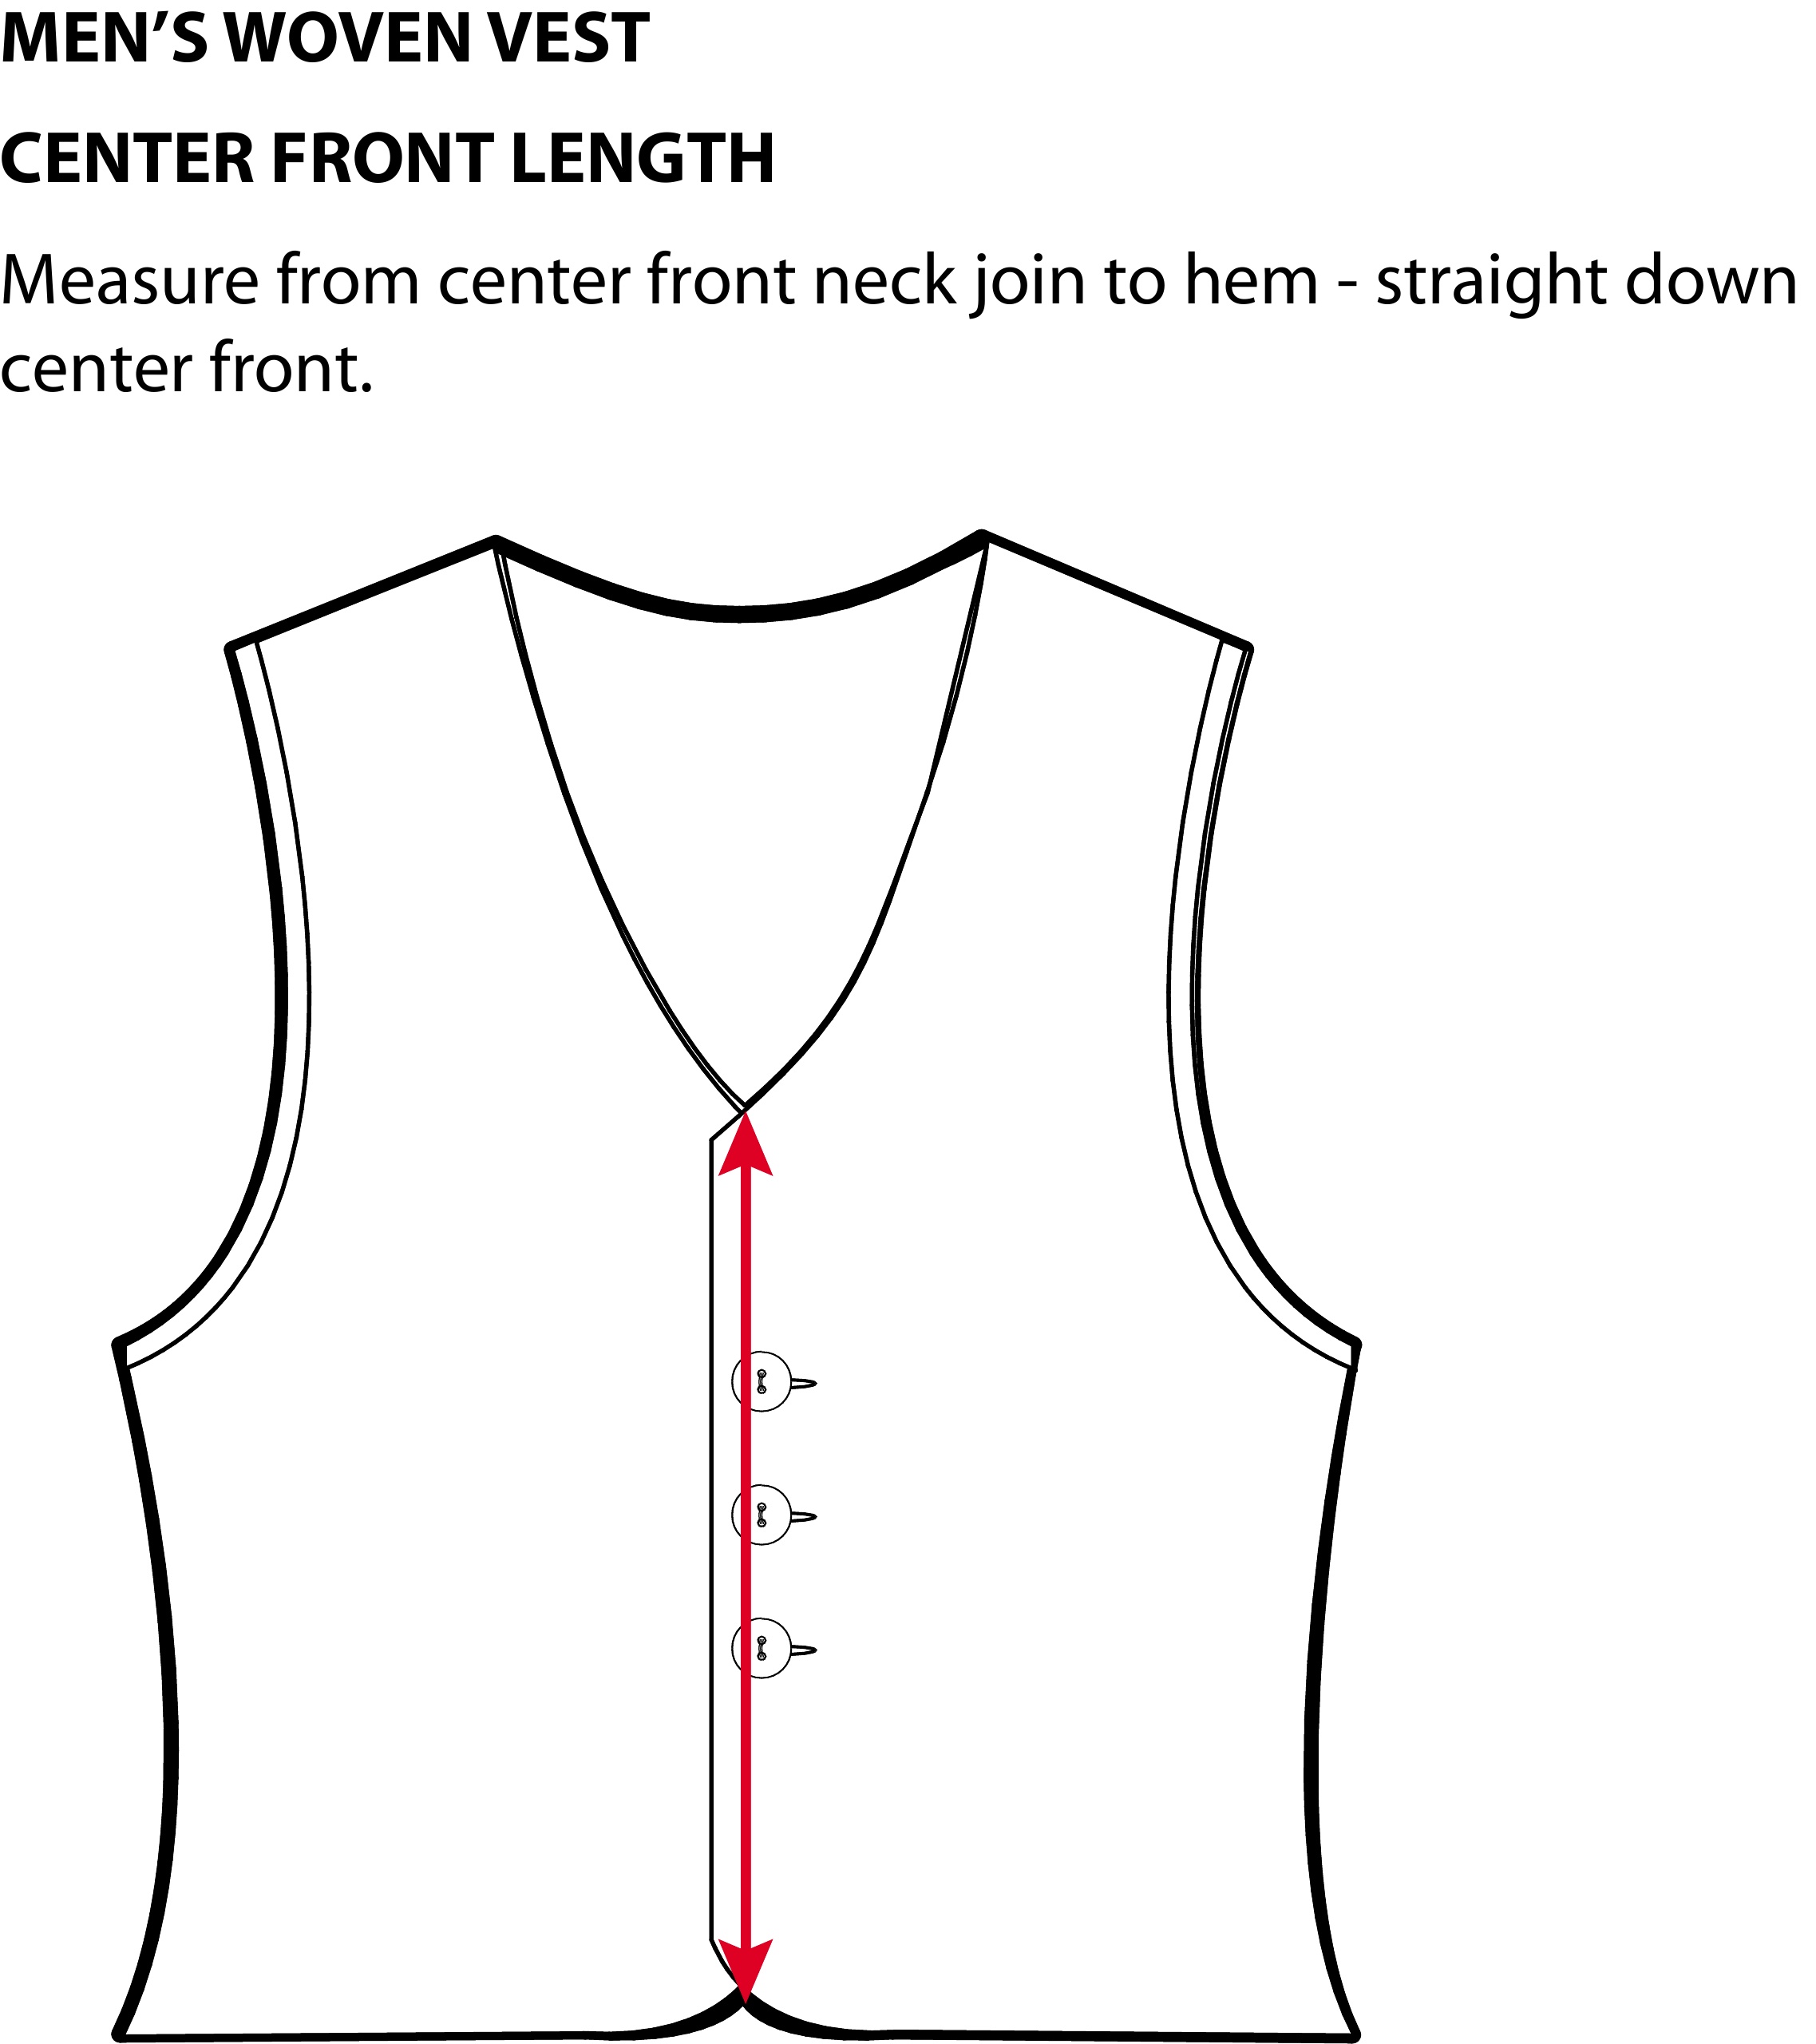 MEN’S WOVEN VEST
CENTER FRONT LENGTH
Measure from center front neck join to hem - straight down
center front.